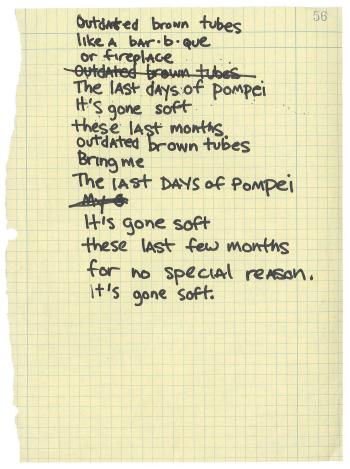 56
Outdated brown tubes
like a bar·b·que
or fireplace
outdated brown tubes
The last days of Pompei
It's gone soft
these last months
outdated brown tubes
Bring me
The last DAYS of Pompei
My
It's gone soft
these last few months
for no special reason.
it's gone soft.